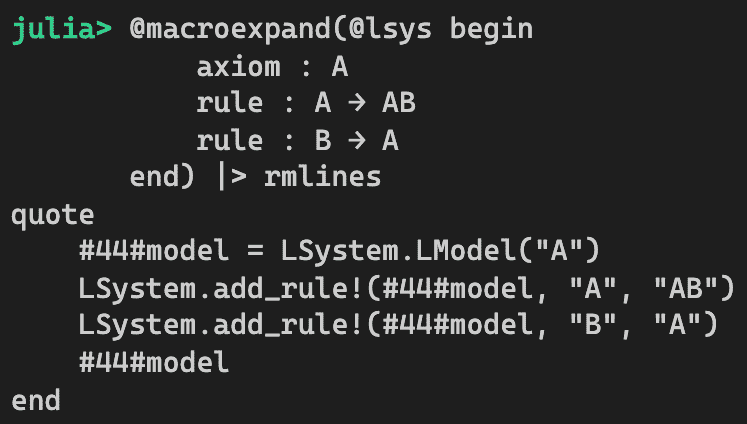 julia> @macroexpand(@lsys begin
           axiom : A
           rule : A → AB
           rule : B → A
       end) |> rmlines
quote
    #44#model = LSystem.LModel("A")
    LSystem.add_rule!(#44#model, "A", "AB")
    LSystem.add_rule!(#44#model, "B", "A")
    #44#model
end